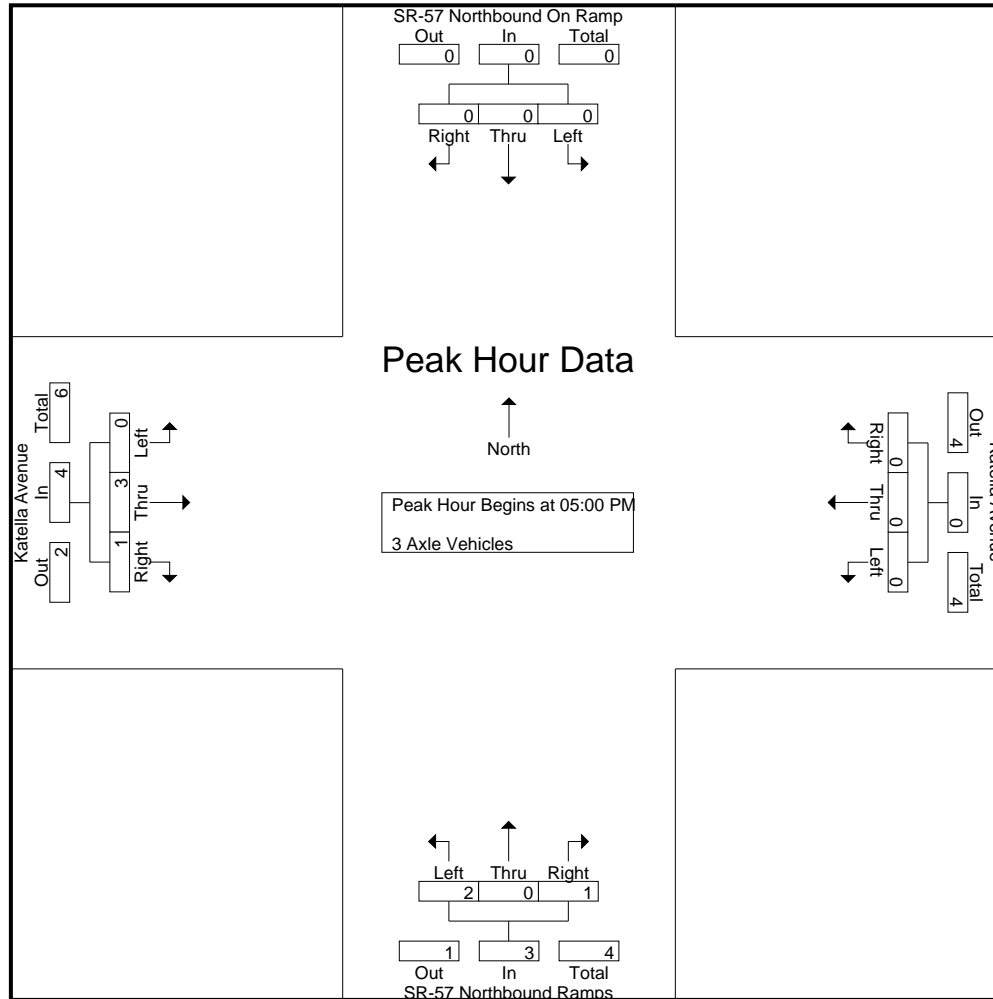 SR-57 Northbound On Ramp
Out In Total
0 0 0
0 0 0
Right Thru Left
Peak Hour Data
North
Peak Hour Begins at 05:00 PM
3 Axle Vehicles
Katella Avenue
Out In Total
2 4 6
0 3 1
Left Thru Right
Out In Total
4 0 4
Right Thru Left
0 0 0
Left Thru Right
2 0 1
1 3 4
Out In Total
SR-57 Northbound Ramps